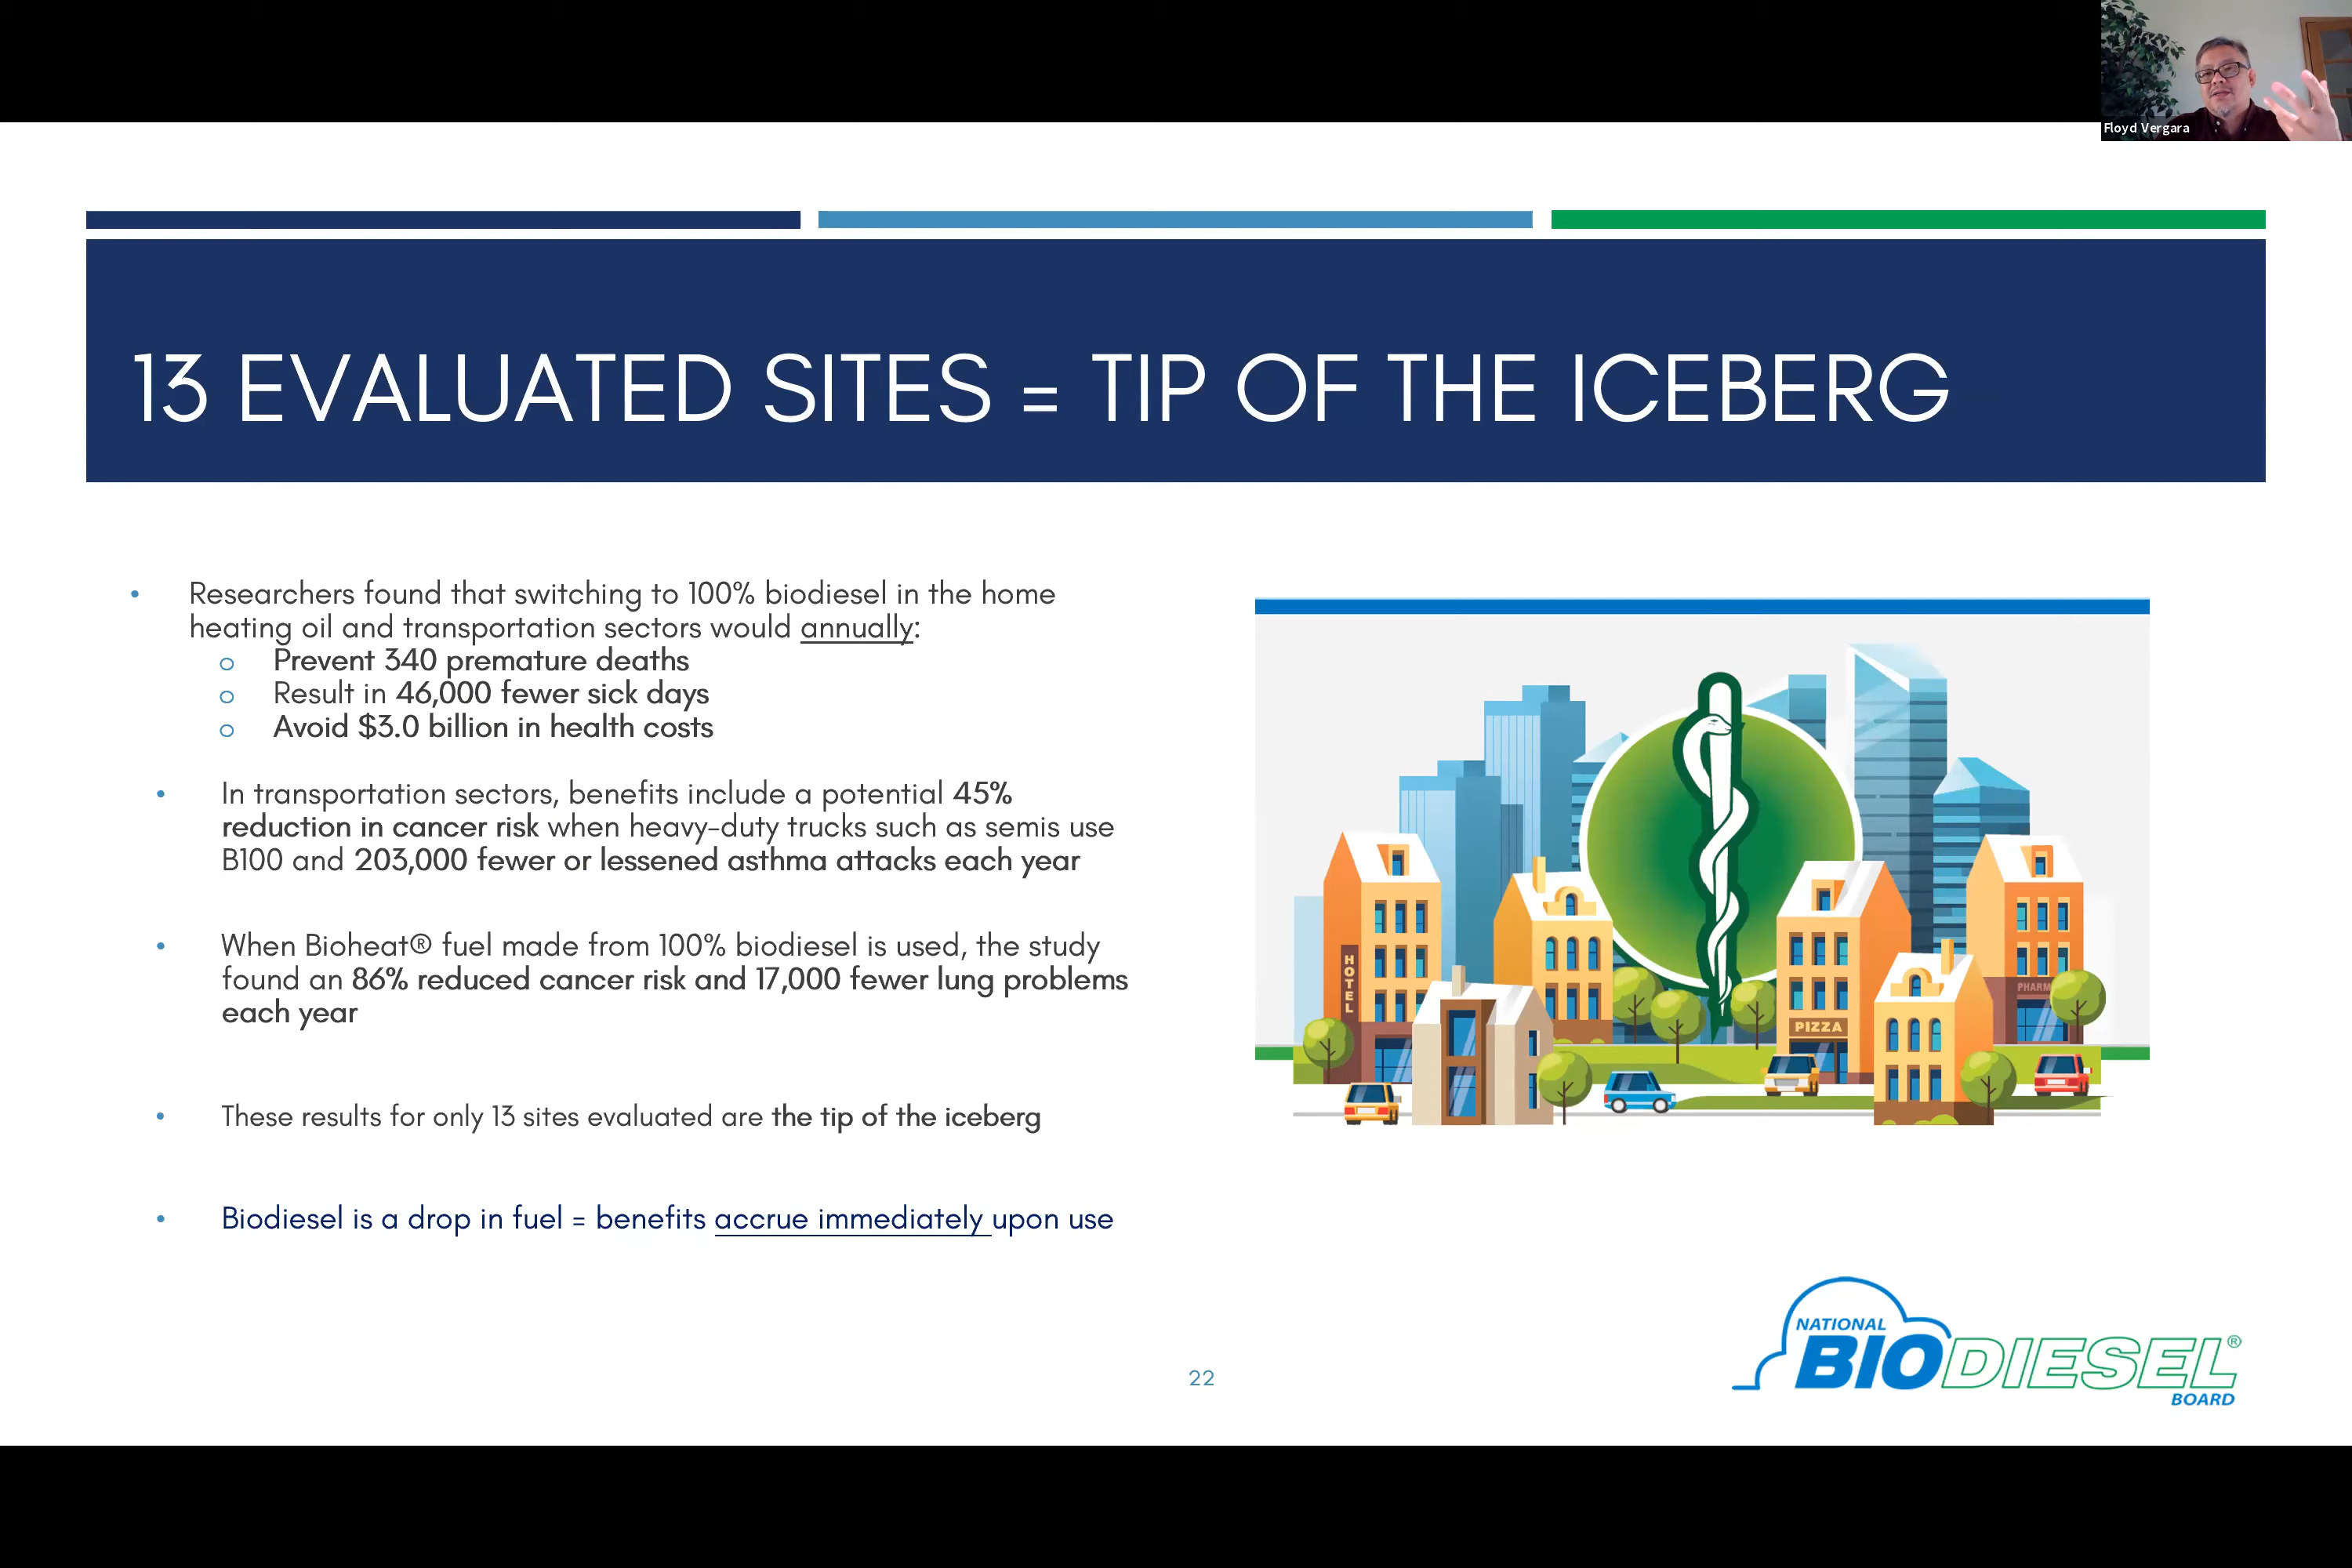 Floyd Vergara
13 EVALUATED SITES = TIP OF THE ICEBERG
• Researchers found that switching to 100% biodiesel in the home
heating oil and transportation sectors would annually:
o Prevent 340 premature deaths
o Result in 46,000 fewer sick days
o Avoid $3.0 billion in health costs
• In transportation sectors, benefits include a potential 45%
reduction in cancer risk when heavy-duty trucks such as semis use
B100 and 203,000 fewer or lessened asthma attacks each year
• When Bioheat® fuel made from 100% biodiesel is used, the study
found an 86% reduced cancer risk and 17,000 fewer lung problems
each year
• These results for only 13 sites evaluated are the tip of the iceberg
• Biodiesel is a drop in fuel = benefits accrue immediately upon use
HOTEL
PIZZA
PHARM
22
NATIONAL
BIODIESEL®
BOARD